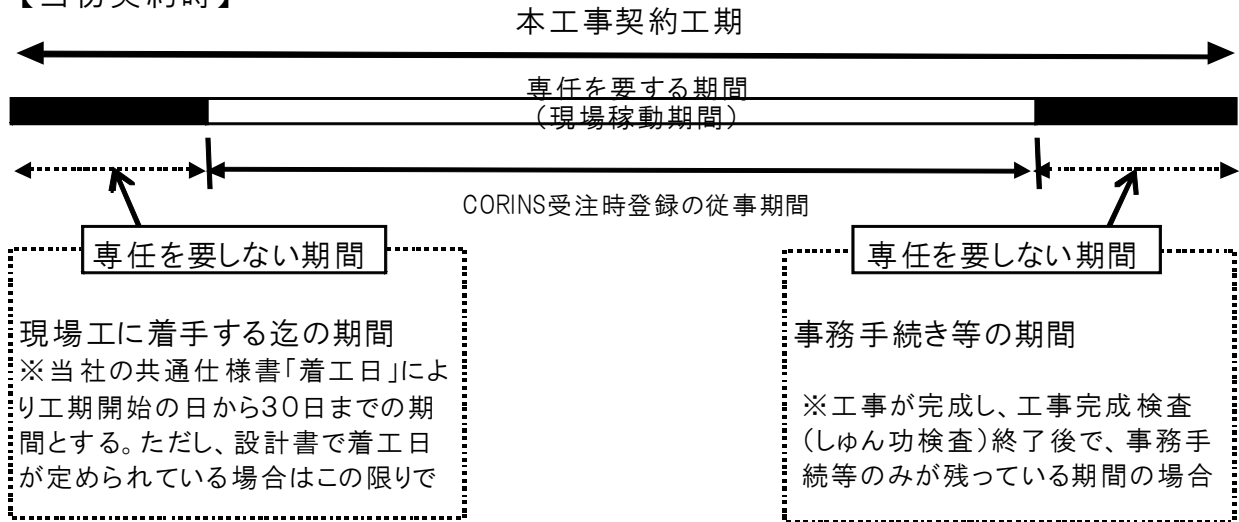 【当初契約時】
本工事契約工期
専任を要する期間
（現場稼動期間）
CORINS受注時登録の従事期間
専任を要しない期間
現場工に着手する迄の期間
※当社の共通仕様書「着工日」によ
り工期開始の日から30日までの期
間とする。ただし、設計書で着工日
が定められている場合はこの限りで
専任を要しない期間
事務手続き等の期間
※工事が完成し、工事完成検査
(しゅん功検査)終了後で、事務手
続等のみが残っている期間の場合